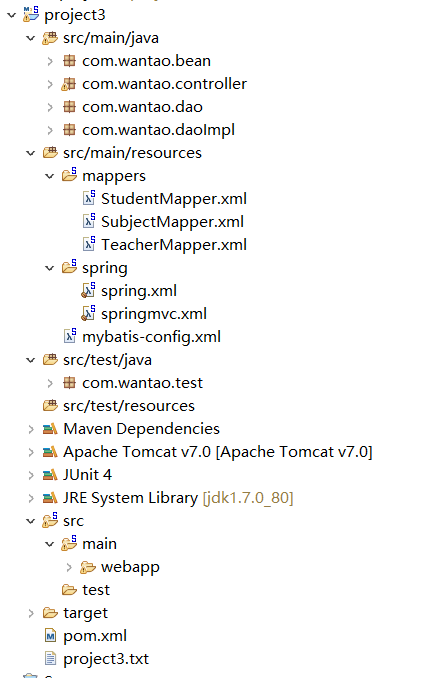 project3
src/main/java
com.wantao.bean
com.wantao.controller
com.wantao.dao
com.wantao.daoImpl
src/main/resources
mappers
StudentMapper.xml
SubjectMapper.xml
TeacherMapper.xml
spring
spring.xml
springmvc.xml
mybatis-config.xml
src/test/java
com.wantao.test
src/test/resources
Maven Dependencies
Apache Tomcat v7.0 [Apache Tomcat v7.0]
JUnit 4
JRE System Library [jdk1.7.0_80]
src
main
webapp
test
target
pom.xml
project3.txt